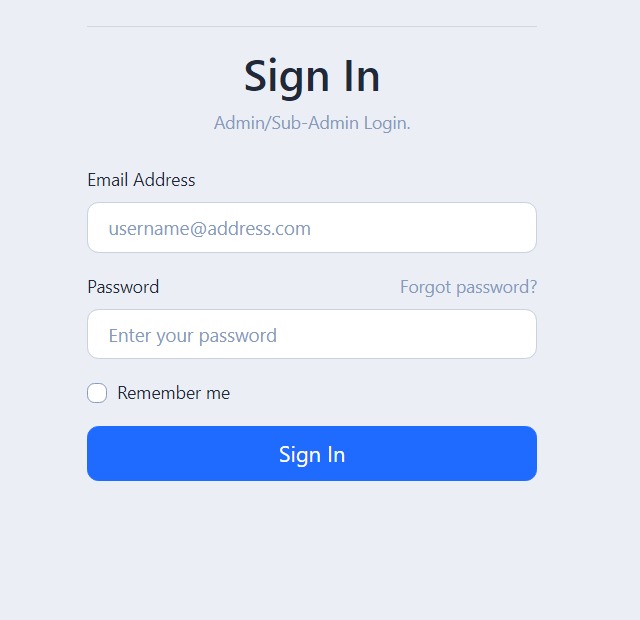 Sign In
Admin/Sub-Admin Login.
Email Address
username@address.com
Password Forgot password?
Enter your password
Remember me
Sign In